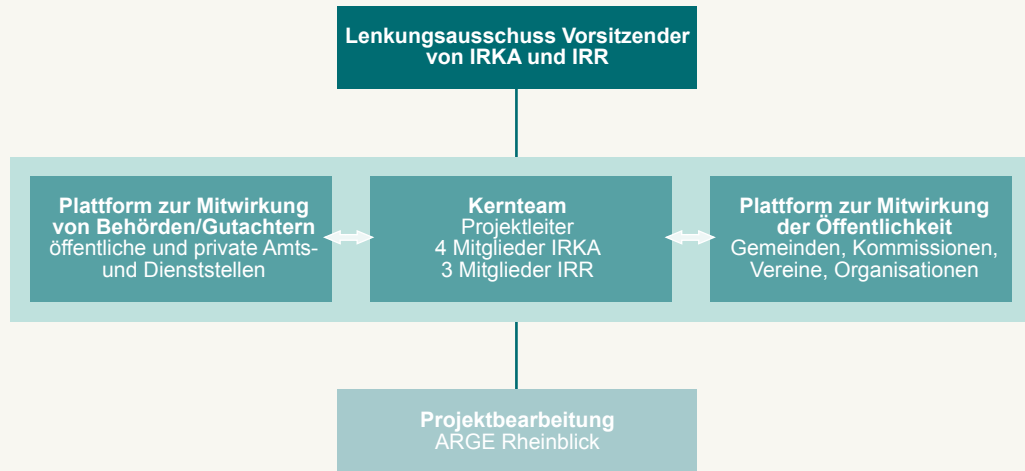 Lenkungsausschuss Vorsitzender
von IRKA und IRR
Plattform zur Mitwirkung
von Behörden/Gutachtern
öffentliche und private Amts-
und Dienststellen
Kernteam
Projektleiter
4 Mitglieder IRKA
3 Mitglieder IRR
Plattform zur Mitwirkung
der Öffentlichkeit
Gemeinden, Kommissionen,
Vereine, Organisationen
Projektbearbeitung
ARGE Rheinblick